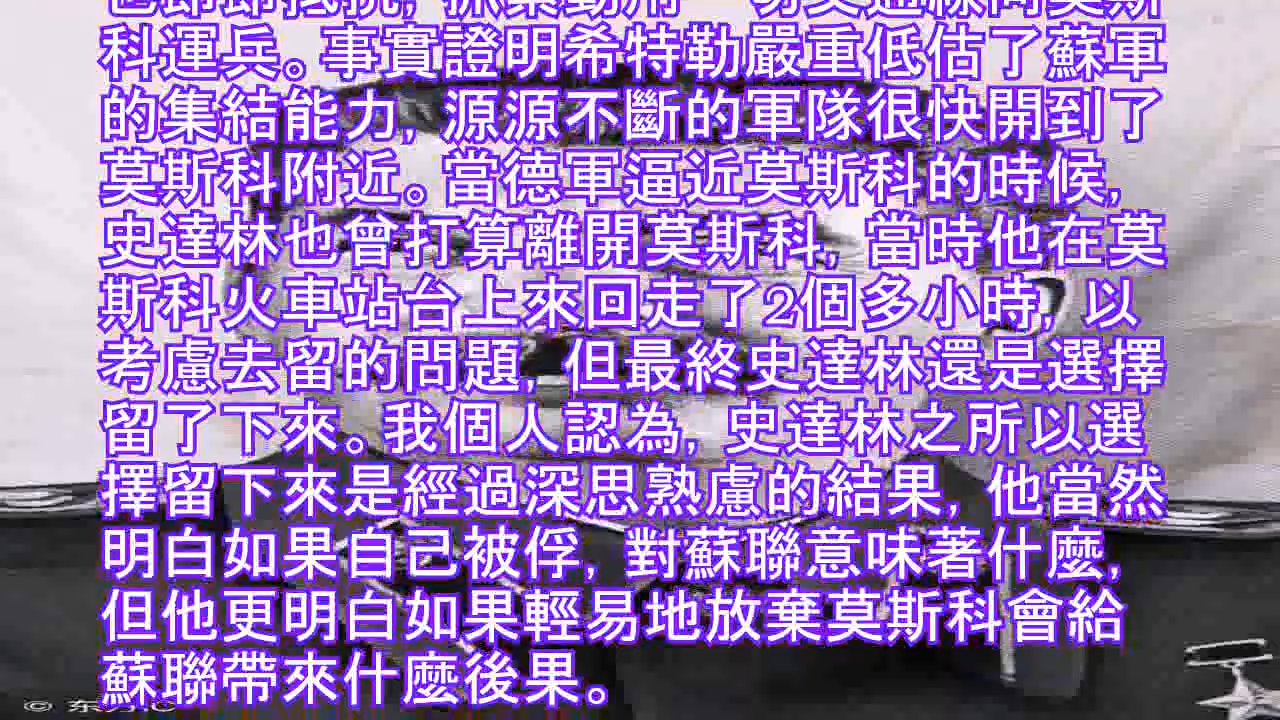 科運兵。事實證明希特勒嚴重低估了蘇軍
的集結能力, 源源不斷的軍隊很快開到了
莫斯科附近。當德軍逼近莫斯科的時候,
史達林也曾打算離開莫斯科, 當時他在莫
斯科火車站台上來回走了2個多小時, 以
考慮去留的問題, 但最終史達林還是選擇
留了下來。我個人認為, 史達林之所以選
擇留下來是經過深思熟慮的結果, 他當然
明白如果自己被俘, 對蘇聯意味著什麼,
但他更明白如果輕易地放棄莫斯科會給
蘇聯帶來什麼後果。